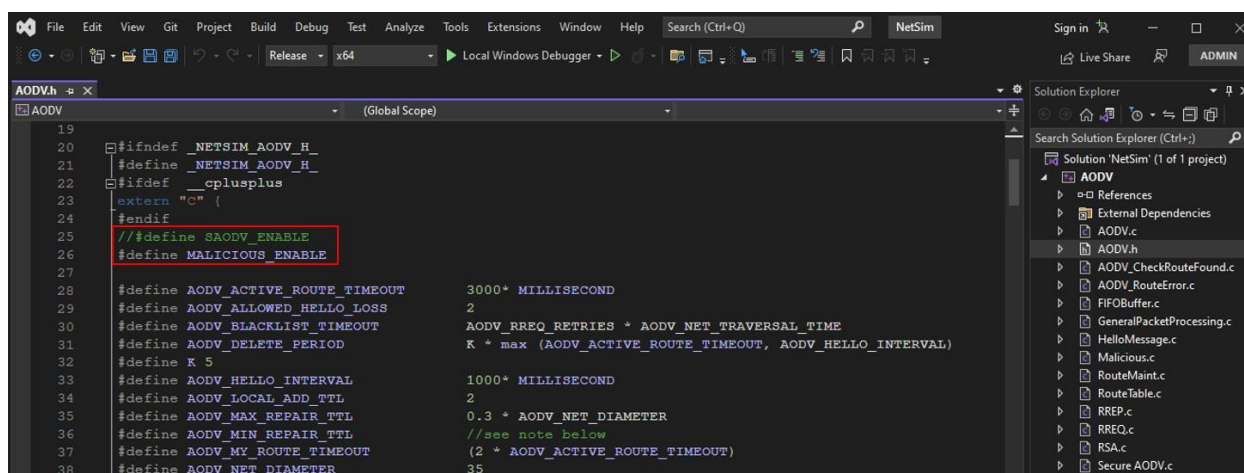 File Edit View Git Project Build Debug Test Analyze Tools Extensions Window Help Search (Ctrl+Q) NetSim Sign in
Release x64 Local Windows Debugger Live Share ADMIN
AODV.h Solution Explorer
AODV (Global Scope)
Search Solution Explorer (Ctrl+;)
19
20 #ifndef _NETSIM_AODV_H_
21 #define _NETSIM_AODV_H_
22 #ifdef __cplusplus
23 extern "C" {
24 #endif
25 //#define SAODV_ENABLE
26 #define MALICIOUS_ENABLE
27
28 #define AODV_ACTIVE_ROUTE_TIMEOUT 3000* MILLISECOND
29 #define AODV_ALLOWED_HELLO_LOSS 2
30 #define AODV_BLACKLIST_TIMEOUT AODV_RREQ_RETRIES * AODV_NET_TRAVERSAL_TIME
31 #define AODV_DELETE_PERIOD K * max (AODV_ACTIVE_ROUTE_TIMEOUT, AODV_HELLO_INTERVAL)
32 #define K 5
33 #define AODV_HELLO_INTERVAL 1000* MILLISECOND
34 #define AODV_LOCAL_ADD_TTL 2
35 #define AODV_MAX_REPAIR_TTL 0.3 * AODV_NET_DIAMETER
36 #define AODV_MIN_REPAIR_TTL //see note below
37 #define AODV_MY_ROUTE_TIMEOUT (2 * AODV_ACTIVE_ROUTE_TIMEOUT)
38 #define AODV_NET_DIAMETER 35
Solution 'NetSim' (1 of 1 project)
AODV
References
External Dependencies
AODV.c
AODV.h
AODV_CheckRouteFound.c
AODV_RouteError.c
FIFOBuffer.c
GeneralPacketProcessing.c
HelloMessage.c
Malicious.c
RouteMaint.c
RouteTable.c
RREP.c
RREQ.c
RSA.c
Secure AODV.c